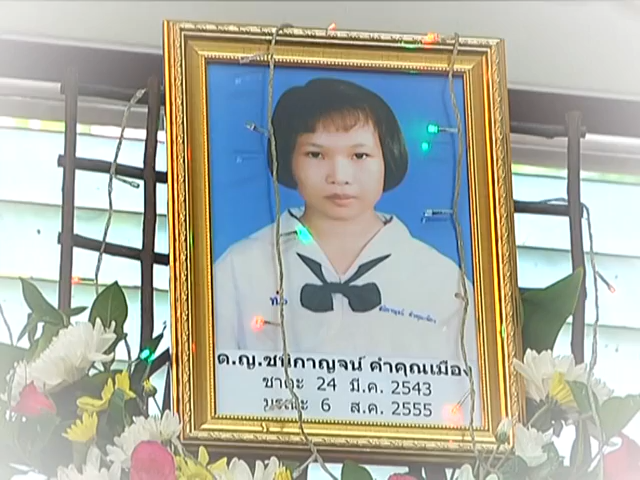 ด.ญ.ชนิกาญจน์ คำคุณเมือง
ชาตะ 24 มี.ค. 2543
มรณะ 6 ส.ค. 2555